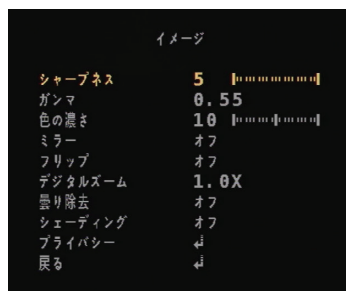 イメージ
シャープネス 5
ガンマ 0.55
色の濃さ 10
ミラー オフ
フリップ オフ
デジタルズーム 1.0X
曇り除去 オフ
シェーディング オフ
プライバシー ↲
戻る ↲